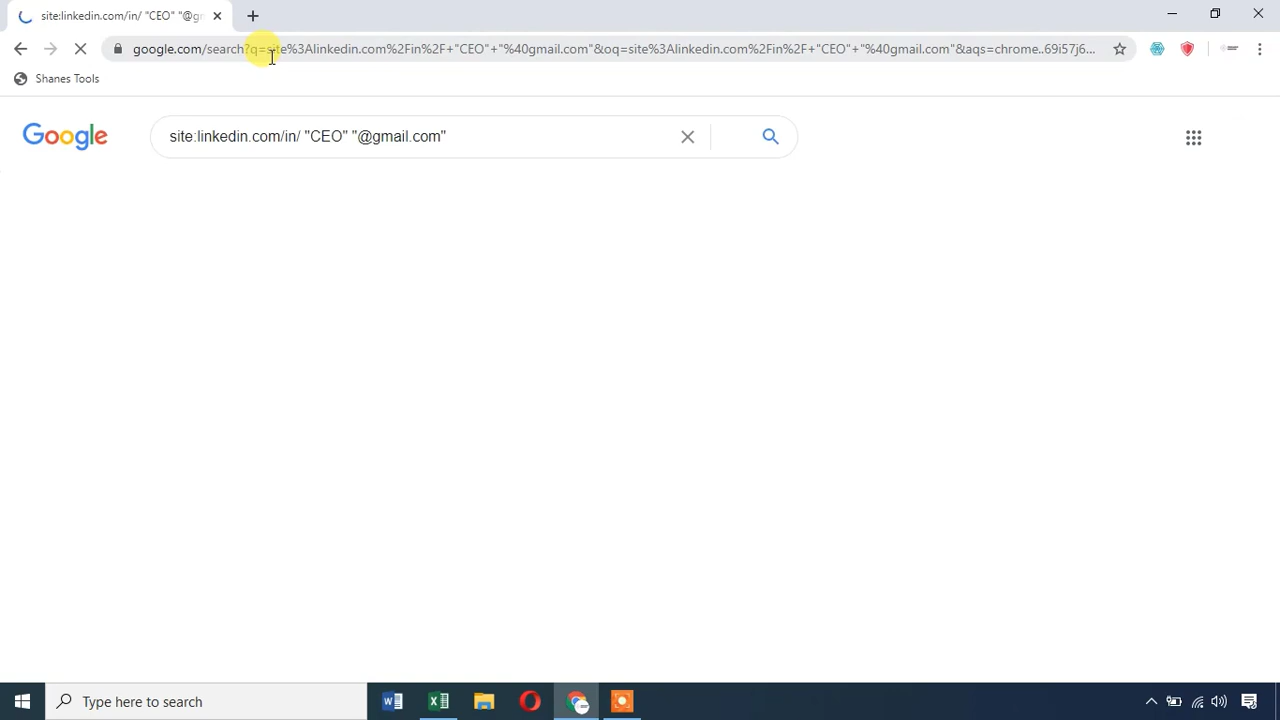 site:linkedin.com/in/ "CEO" "@g
google.com/search?q=site%3Alinkedin.com%2Fin%2F+"CEO"+"%40gmail.com"&oq=site%3Alinkedin.com%2Fin%2F+"CEO"+"%40gmail.com"&aqs=chrome..69i57j6...
Shanes Tools
Google
site:linkedin.com/in/ "CEO" "@gmail.com"
Type here to search